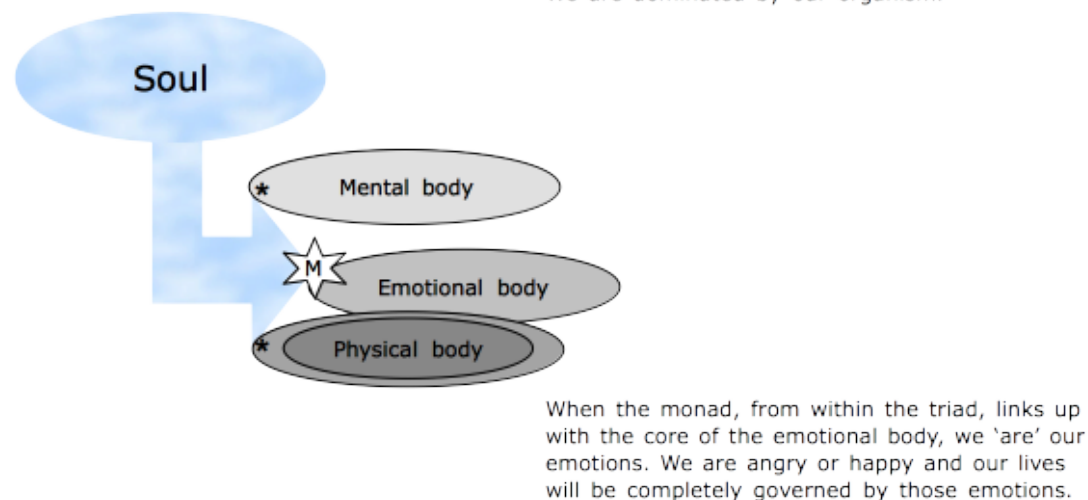 We are dominated by our organism.
Soul
* Mental body
M
Emotional body
* Physical body
When the monad, from within the triad, links up
with the core of the emotional body, we ‘are’ our
emotions. We are angry or happy and our lives
will be completely governed by those emotions.